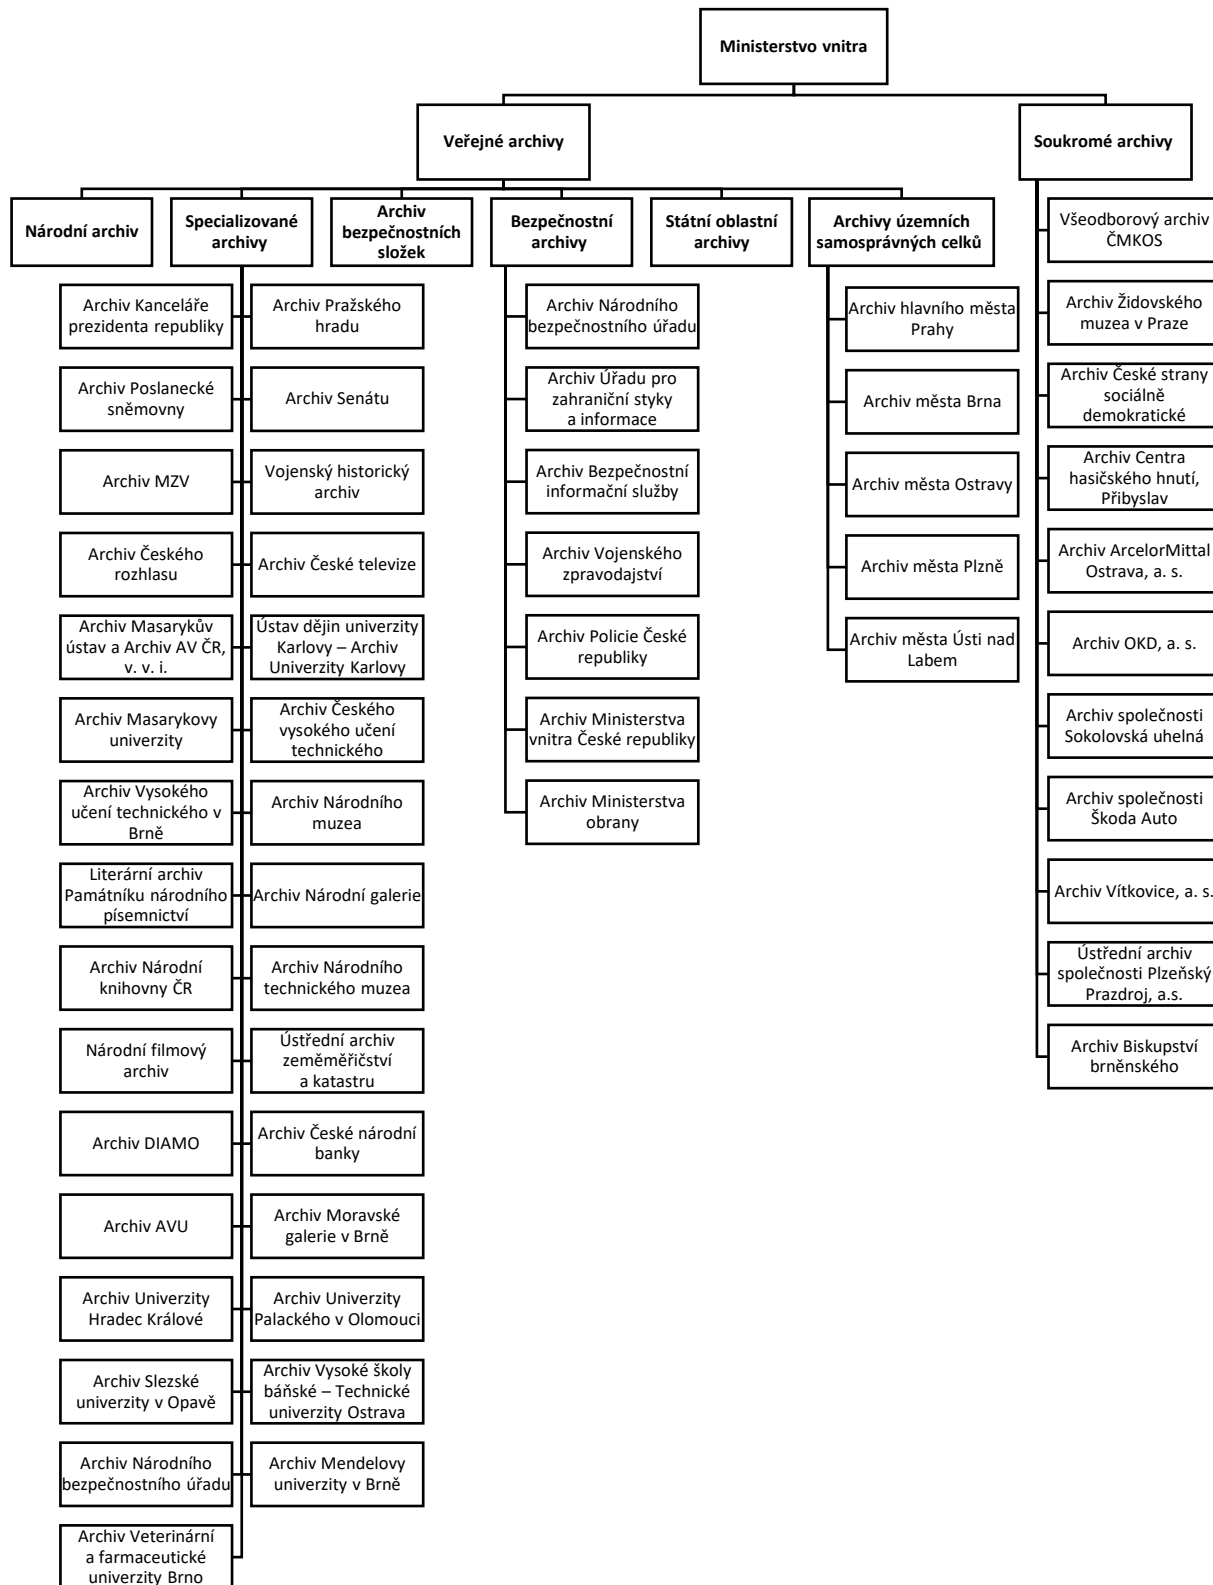 Ministerstvo vnitra
Veřejné archivy
Soukromé archivy
Národní archiv
Specializované
archivy
Archiv
bezpečnostních
složek
Bezpečnostní
archivy
Státní oblastní
archivy
Archivy územních
samosprávných celků
Archiv Kanceláře
prezidenta republiky
Archiv Pražského
hradu
Archiv Poslanecké
sněmovny
Archiv Senátu
Archiv MZV
Vojenský historický
archiv
Archiv Českého
rozhlasu
Archiv České televize
Archiv Masarykův
ústav a Archiv AV ČR,
v. v. i.
Ústav dějin univerzity
Karlovy – Archiv
Univerzity Karlovy
Archiv Masarykovy
univerzity
Archiv Českého
vysokého učení
technického
Archiv Vysokého
učení technického v
Brně
Archiv Národního
muzea
Literární archiv
Památníku národního
písemnictví
Archiv Národní galerie
Archiv Národní
knihovny ČR
Archiv Národního
technického muzea
Národní filmový
archiv
Ústřední archiv
zeměměřičství
a katastru
Archiv DIAMO
Archiv České národní
banky
Archiv AVU
Archiv Moravské
galerie v Brně
Archiv Univerzity
Hradec Králové
Archiv Univerzity
Palackého v Olomouci
Archiv Slezské
univerzity v Opavě
Archiv Vysoké školy
báňské – Technické
univerzity Ostrava
Archiv Národního
bezpečnostního úřadu
Archiv Mendelovy
univerzity v Brně
Archiv Veterinární
a farmaceutické
univerzity Brno
Archiv Národního
bezpečnostního úřadu
Archiv Úřadu pro
zahraniční styky
a informace
Archiv Bezpečnostní
informační služby
Archiv Vojenského
zpravodajství
Archiv Policie České
republiky
Archiv Ministerstva
vnitra České republiky
Archiv Ministerstva
obrany
Archiv hlavního města
Prahy
Archiv města Brna
Archiv města Ostravy
Archiv města Plzně
Archiv města Ústi nad
Labem
Všeodborový archiv
ČMKOS
Archiv Židovského
muzea v Praze
Archiv České strany
sociálně
demokratické
Archiv Centra
hasičského hnutí,
Přibyslav
Archiv ArcelorMittal
Ostrava, a. s.
Archiv OKD, a. s.
Archiv společnosti
Sokolovská uhelná
Archiv společnosti
Škoda Auto
Archiv Vítkovice, a. s.
Ústřední archiv
společnosti Plzeňský
Prazdroj, a.s.
Archiv Biskupství
brněnského